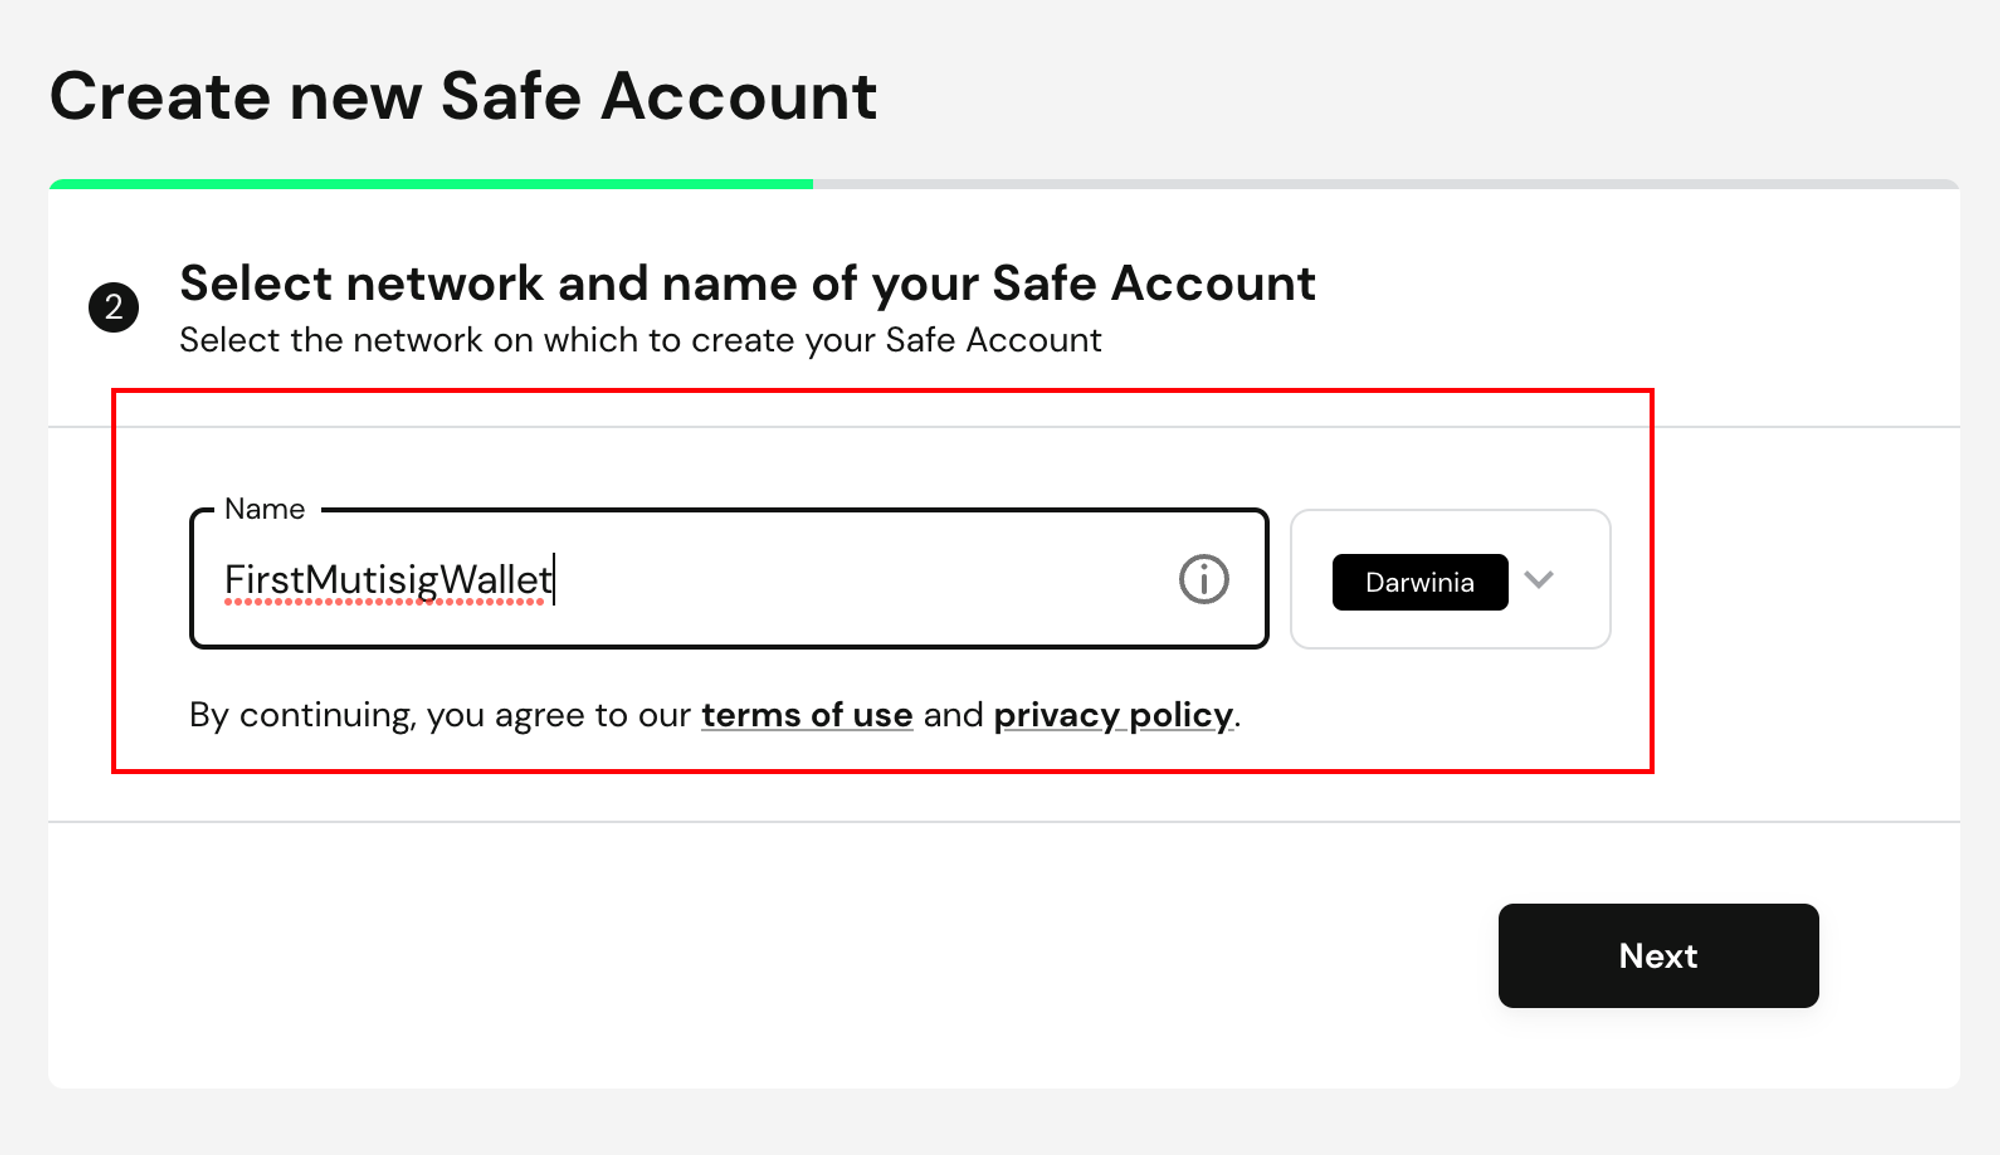 Create new Safe Account
2
Select network and name of your Safe Account
Select the network on which to create your Safe Account
Name
FirstMutisigWallet
Darwinia
By continuing, you agree to our terms of use and privacy policy.
Next